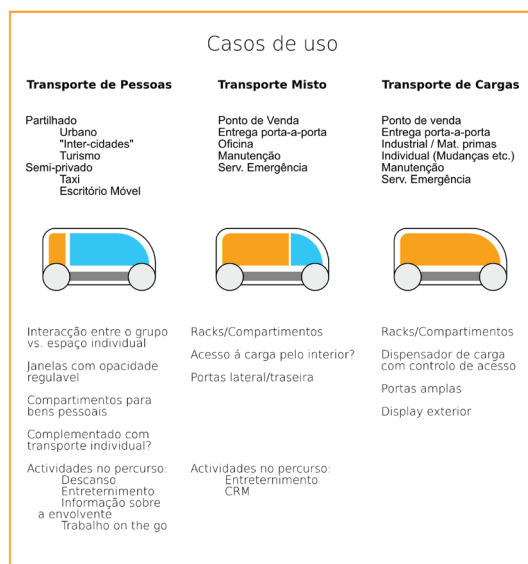 Casos de uso
Transporte de Pessoas
Partilhado
Urbano
"Inter-cidades"
Turismo
Semi-privado
Taxi
Escritório Móvel
Interacção entre o grupo
vs. espaço individual
Janelas com opacidade
regulavel
Compartimentos para
bens pessoais
Complementado com
transporte individual?
Actividades no percurso:
Descanso
Entreternimento
Informação sobre
a envolvente
Trabalho on the go
Transporte Misto
Ponto de Venda
Entrega porta-a-porta
Oficina
Manutenção
Serv. Emergência
Racks/Compartimentos
Acesso á carga pelo interior?
Portas lateral/traseira
Actividades no percurso:
Entreternimento
CRM
Transporte de Cargas
Ponto de venda
Entrega porta-a-porta
Industrial / Mat. primas
Individual (Mudanças etc.)
Manutenção
Serv. Emergência
Racks/Compartimentos
Dispensador de carga
com controlo de acesso
Portas amplas
Display exterior